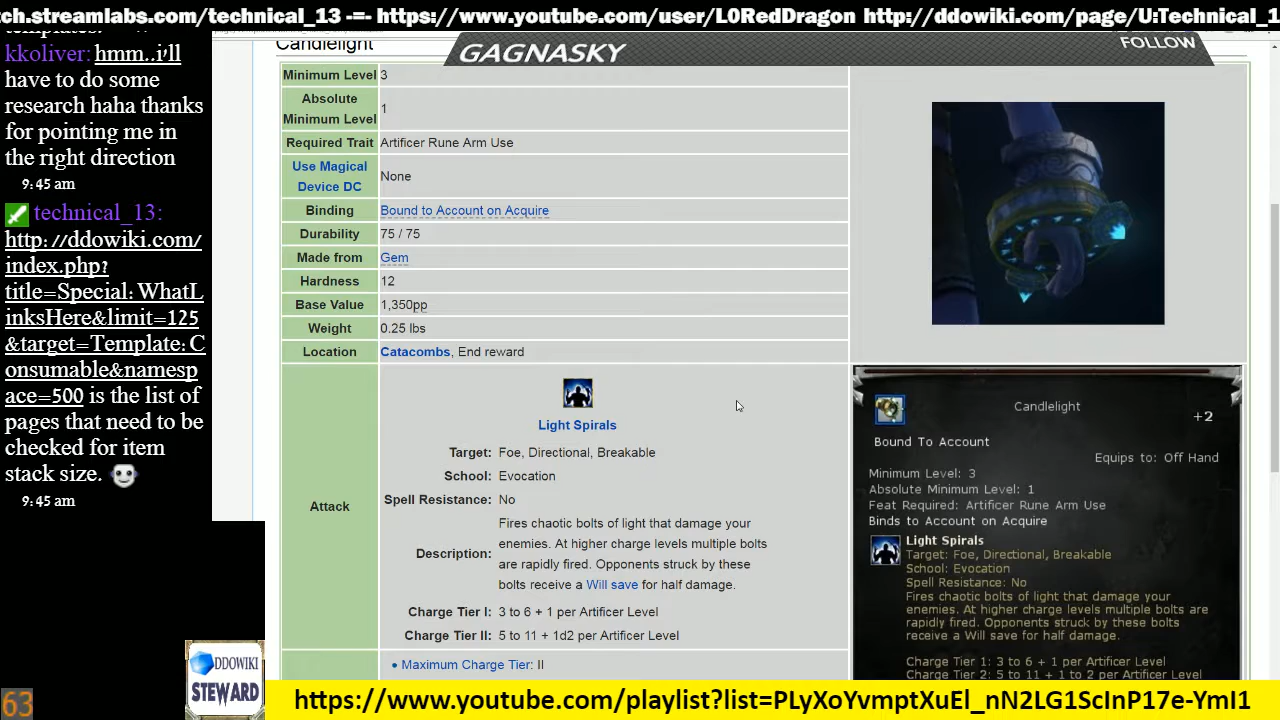 ch.streamlabs.com/technical_13 -=- https://www.youtube.com/user/L0RedDragon http://ddowiki.com/page/U:Technical_1
templates.
kkoliver: hmm..i'll
have to do some
research haha thanks
for pointing me in
the right direction
9:45 am
technical_13:
http://ddowiki.com/
index.php?
title=Special:WhatL
inksHere&limit=125
&target=Template:C
onsumable&namesp
ace=500 is the list of
pages that need to be
checked for item
stack size.
9:45 am
63
DDOWIKI
STEWARD
GAGNASKY
FOLLOW
Candlelight
Minimum Level 3
Absolute
Minimum Level 1
Required Trait Artificer Rune Arm Use
Use Magical
Device DC None
Binding Bound to Account on Acquire
Durability 75 / 75
Made from Gem
Hardness 12
Base Value 1,350pp
Weight 0.25 lbs
Location Catacombs, End reward
Attack
Light Spirals
Target: Foe, Directional, Breakable
School: Evocation
Spell Resistance: No
Description: Fires chaotic bolts of light that damage your
enemies. At higher charge levels multiple bolts
are rapidly fired. Opponents struck by these
bolts receive a Will save for half damage.
Charge Tier I: 3 to 6 + 1 per Artificer Level
Charge Tier II: 5 to 11 + 1d2 per Artificer Level
• Maximum Charge Tier: II
Candlelight
+2
Bound To Account
Equips to: Off Hand
Minimum Level: 3
Absolute Minimum Level: 1
Feat Required: Artificer Rune Arm Use
Binds to Account on Acquire
Light Spirals
Target: Foe, Directional, Breakable
School: Evocation
Spell Resistance: No
Fires chaotic bolts of light that damage your
enemies. At higher charge levels multiple bolts are
rapidly fired. Opponents struck by these bolts
receive a Will save for half damage.
Charge Tier 1: 3 to 6 + 1 per Artificer Level
Charge Tier 2: 5 to 11 + 1 to 2 per Artificer Level
https://www.youtube.com/playlist?list=PLyXoYvmptXuEl_nN2LG1ScInP17e-YmI1